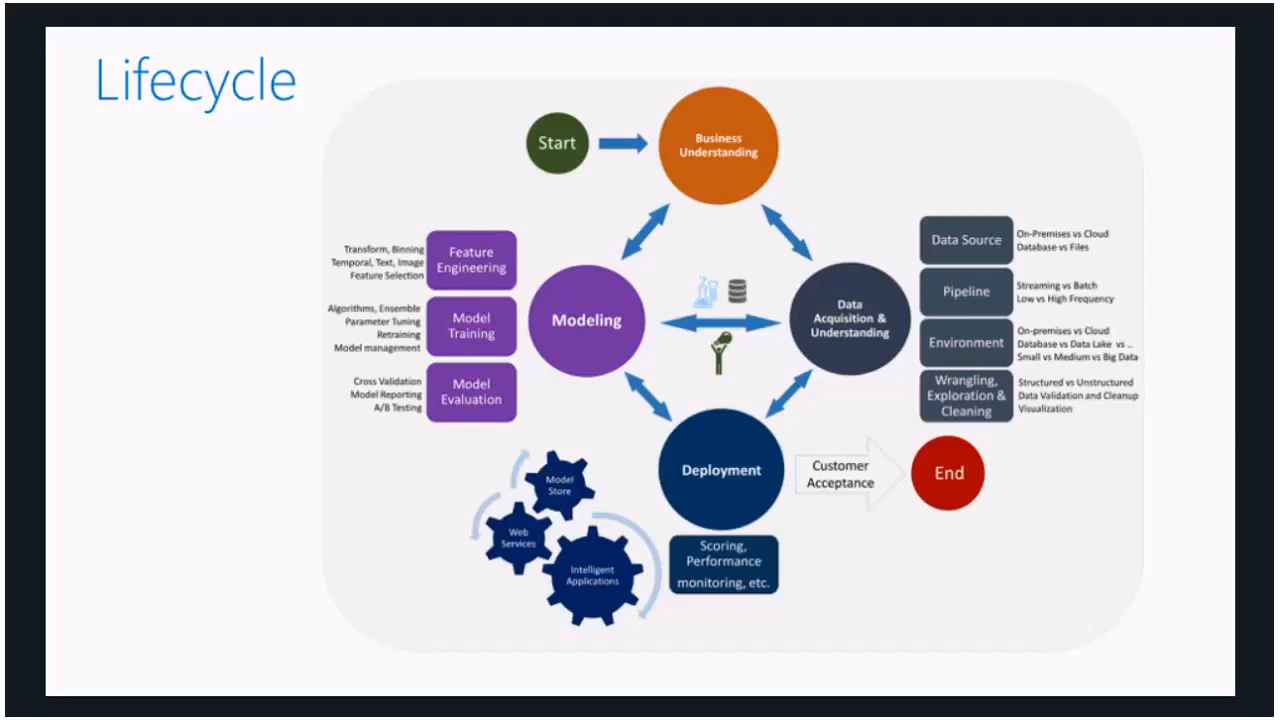 Lifecycle
Start
Business
Understanding
Transform, Binning
Temporal, Text, Image
Feature Selection
Feature
Engineering
Algorithms, Ensemble
Parameter Tuning
Retraining
Model management
Model
Training
Cross Validation
Model Reporting
A/B Testing
Model
Evaluation
Modeling
Data
Acquisition &
Understanding
Data Source
On-Premises vs Cloud
Database vs Files
Pipeline
Streaming vs Batch
Low vs High Frequency
Environment
On-premises vs Cloud
Database vs Data Lake vs ..
Small vs Medium vs Big Data
Wrangling,
Exploration &
Cleaning
Structured vs Unstructured
Data Validation and Cleanup
Visualization
Deployment
Customer
Acceptance
End
Scoring,
Performance
monitoring, etc.
Model
Store
Web
Services
Intelligent
Applications